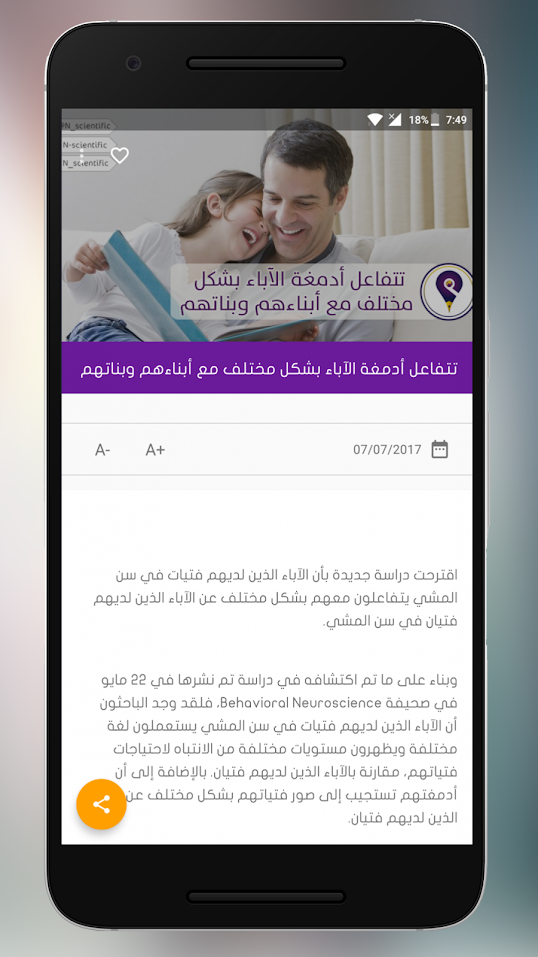 18% 7:49
@N_scientific
N-scientific
N_scientific
تتفاعل أدمغة الآباء بشكل
مختلف مع أبناءهم وبناتهم
تتفاعل أدمغة الآباء بشكل مختلف مع أبناءهم وبناتهم
A- A+ 07/07/2017
اقترحت دراسة جديدة بأن الآباء الذين لديهم فتيات في سن
المشي يتفاعلون معهم بشكل مختلف عن الآباء الذين لديهم
فتيان في سن المشي.
وبناء على ما تم اكتشافه في دراسة تم نشرها في 22 مايو
في صحيفة Behavioral Neuroscience، فلقد وجد الباحثون
أن الآباء الذين لديهم فتيات في سن المشي يستعملون لغة
مختلفة ويظهرون مستويات مختلفة من الانتباه لاحتياجات
فتياتهم، مقارنة بالآباء الذين لديهم فتيان. بالإضافة إلى أن
أدمغتهم تستجيب إلى صور فتياتهم بشكل مختلف عن
الذين لديهم فتيان.